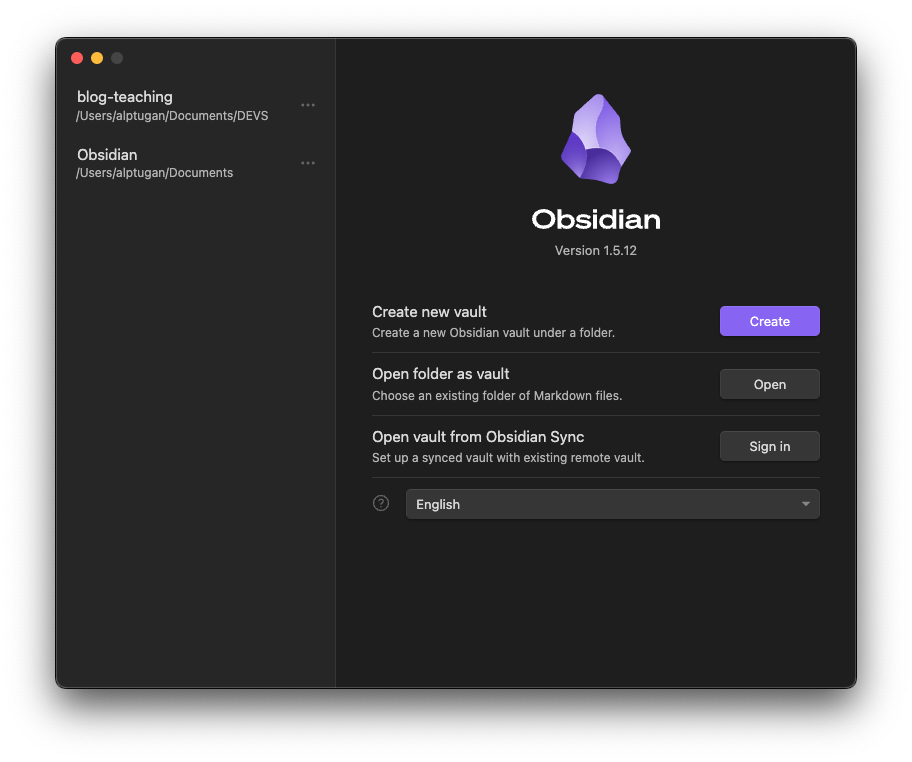 blog-teaching
/Users/alptugan/Documents/DEVS
Obsidian
/Users/alptugan/Documents
Obsidian
Version 1.5.12
Create new vault
Create a new Obsidian vault under a folder.
Create
Open folder as vault
Choose an existing folder of Markdown files.
Open
Open vault from Obsidian Sync
Set up a synced vault with existing remote vault.
Sign in
?
English